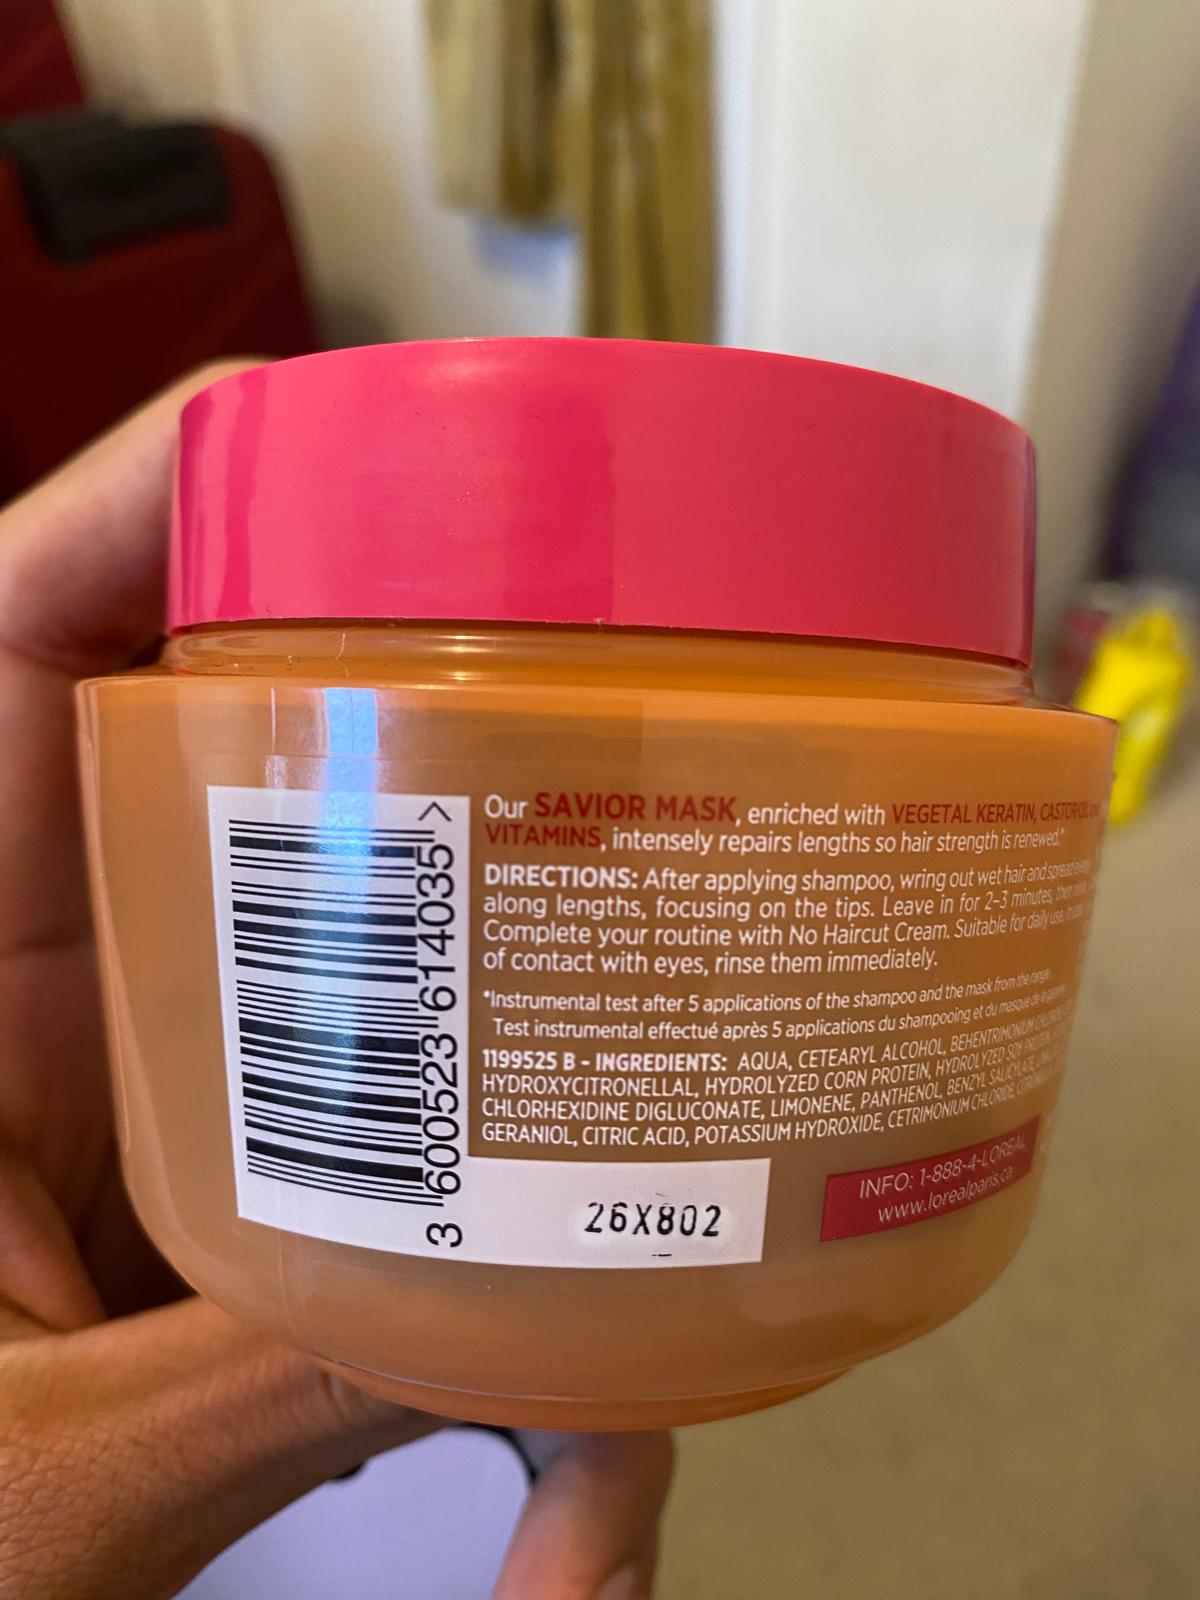 Our SAVIOR MASK, enriched with VEGETAL KERATIN, CASTOR OIL and
VITAMINS, intensely repairs lengths so hair strength is renewed.*
DIRECTIONS: After applying shampoo, wring out wet hair and spread
along lengths, focusing on the tips. Leave in for 2-3 minutes, then
Complete your routine with No Haircut Cream. Suitable for daily use. In case
of contact with eyes, rinse them immediately.
*Instrumental test after 5 applications of the shampoo and the mask from the range.
Test instrumental effectué après 5 applications du shampooing et du masque de la gamme.
1199525 B - INGREDIENTS: AQUA, CETEARYL ALCOHOL, BEHENTRIMONIUM CHLORIDE,
HYDROXYCITRONELLAL, HYDROLYZED CORN PROTEIN, HYDROLYZED SOY PROTEIN,
CHLORHEXIDINE DIGLUCONATE, LIMONENE, PANTHENOL, BENZYL SALICYLATE,
GERANIOL, CITRIC ACID, POTASSIUM HYDROXIDE, CETRIMONIUM CHLORIDE,
INFO: 1-888-4-LOREAL
www.lorealparis.ca
26X802
3 600523 614035 >